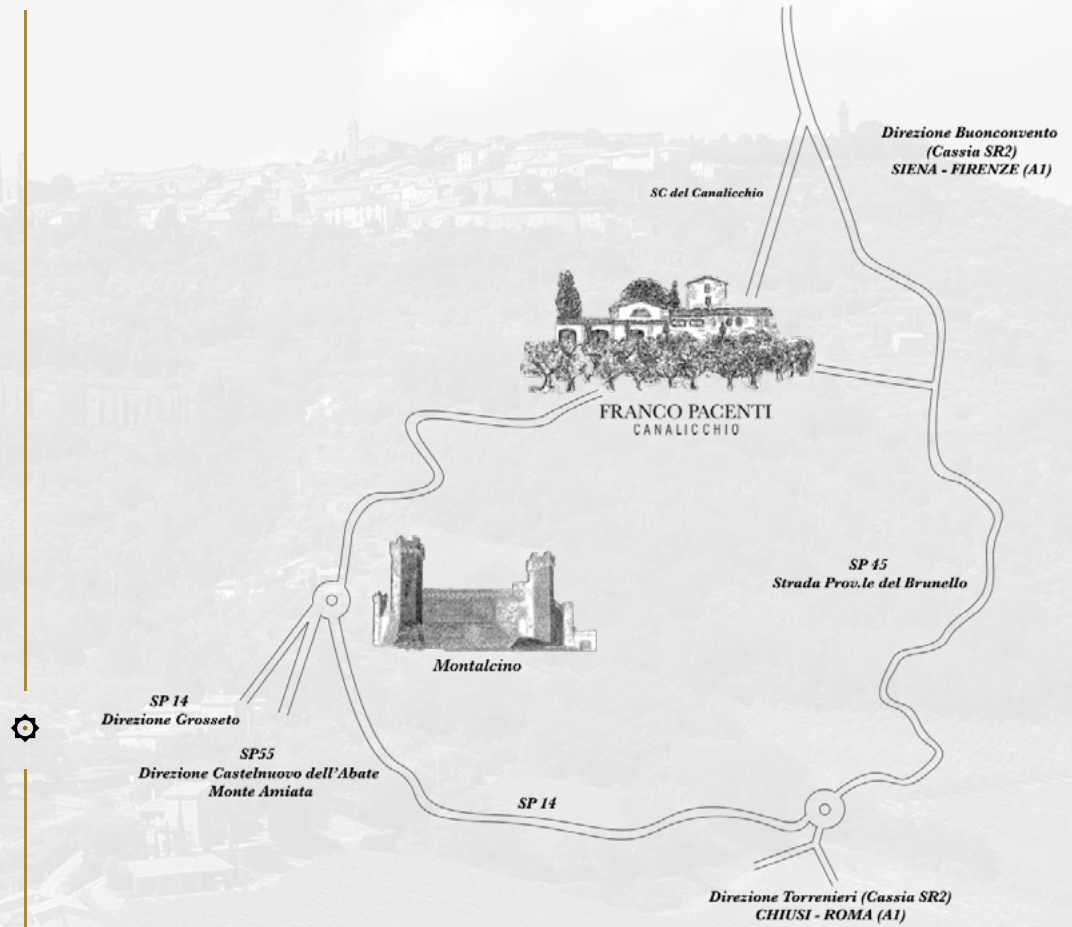 Direzione Buonconvento
(Cassia SR2)
SIENA - FIRENZE (A1)
SC del Canalicchio
FRANCO PACENTI
CANALICCHIO
SP 45
Strada Prov.le del Brunello
Montalcino
SP 14
Direzione Grosseto
SP55
Direzione Castelnuovo dell'Abate
Monte Amiata
SP 14
Direzione Torrenieri (Cassia SR2)
CHIUSI - ROMA (A1)